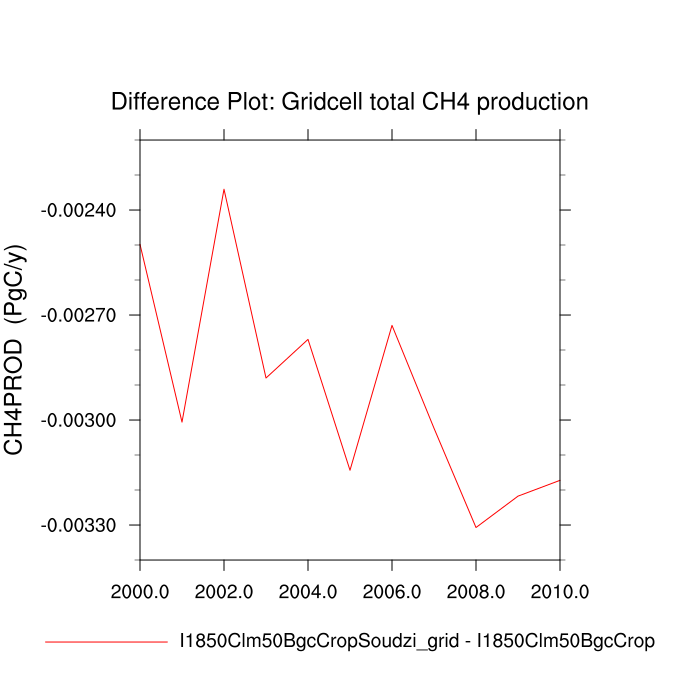 Difference Plot: Gridcell total CH4 production
CH4PROD (PgC/y)
-0.00240
-0.00270
-0.00300
-0.00330
2000.0 2002.0 2004.0 2006.0 2008.0 2010.0
I1850Clm50BgcCropSoudzi_grid - I1850Clm50BgcCrop